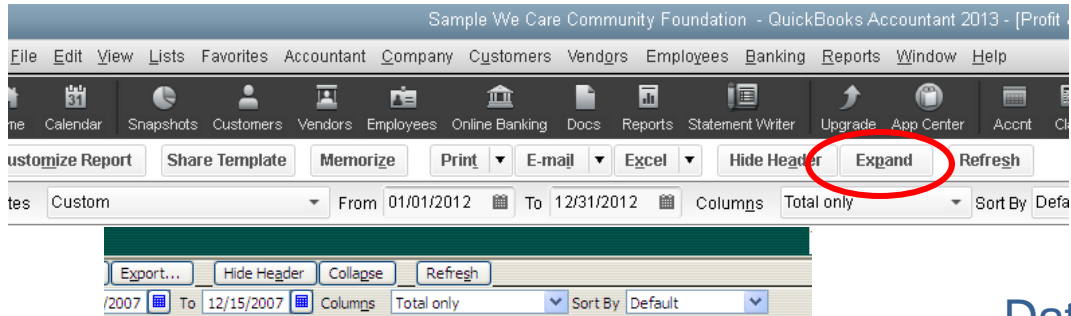 Sample We Care Community Foundation - QuickBooks Accountant 2013 - [Profit
File Edit View Lists Favorites Accountant Company Customers Vendors Employees Banking Reports Window Help
31
me Calendar Snapshots Customers Vendors Employees Online Banking Docs Reports Statement Writer Upgrade App Center Accnt Cl
ustomize Report Share Template Memorize Print E-mail Excel Hide Header Expand Refresh
tes Custom From 01/01/2012 To 12/31/2012 Columns Total only Sort By Defa
Export... Hide Header Collapse Refresh
/2007 To 12/15/2007 Columns Total only Sort By Default